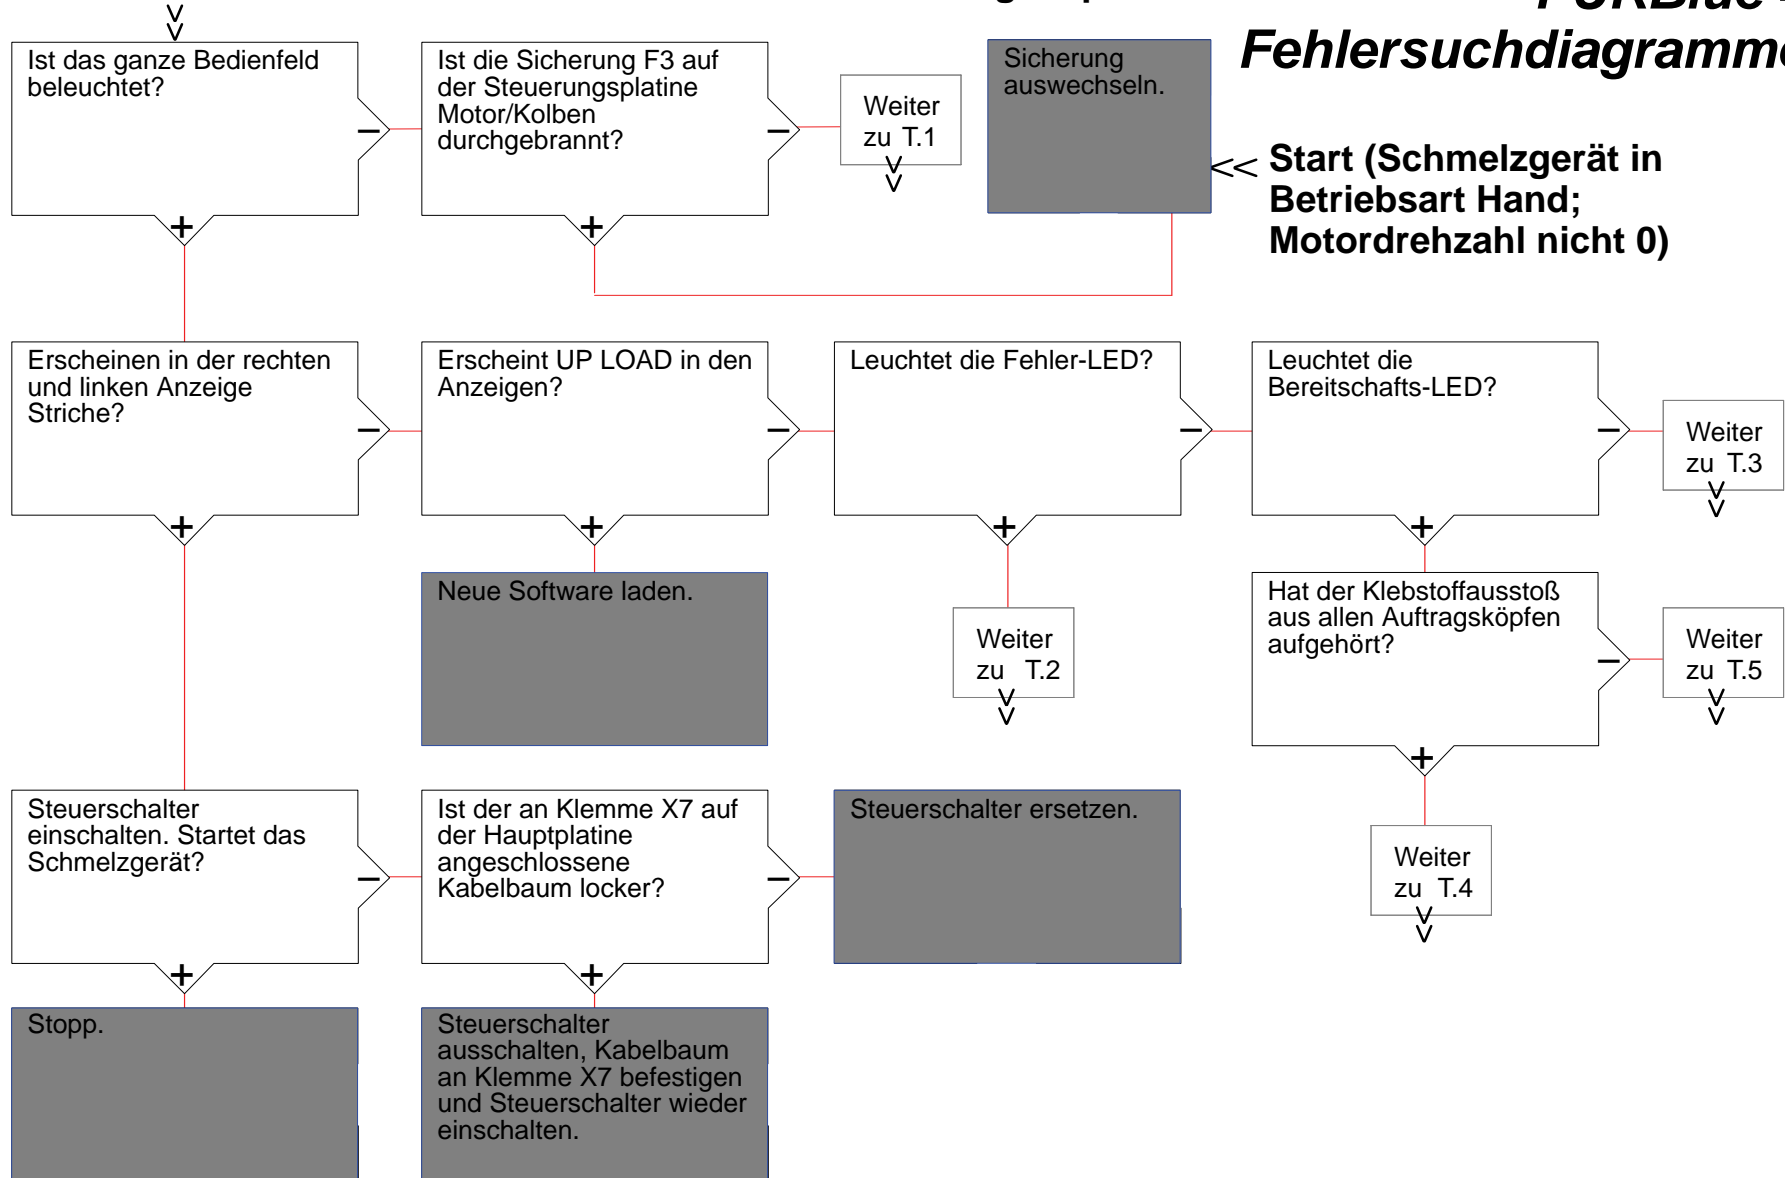 Fehlersuchdiagramme
Ist das ganze Bedienfeld
beleuchtet?
−
+
Ist die Sicherung F3 auf
der Steuerungsplatine
Motor/Kolben
durchgebrannt?
−
+
Weiter
zu T.1
Sicherung
auswechseln.
<< Start (Schmelzgerät in
Betriebsart Hand;
Motordrehzahl nicht 0)
Erscheinen in der rechten
und linken Anzeige
Striche?
−
+
Erscheint UP LOAD in den
Anzeigen?
−
+
Leuchtet die Fehler-LED?
−
+
Leuchtet die
Bereitschafts-LED?
−
+
Weiter
zu T.3
Neue Software laden.
Weiter
zu T.2
Hat der Klebstoffausstoß
aus allen Auftragsköpfen
aufgehört?
−
+
Weiter
zu T.5
Steuerschalter
einschalten. Startet das
Schmelzgerät?
−
+
Ist der an Klemme X7 auf
der Hauptplatine
angeschlossene
Kabelbaum locker?
−
+
Steuerschalter ersetzen.
Weiter
zu T.4
Stopp.
Steuerschalter
ausschalten, Kabelbaum
an Klemme X7 befestigen
und Steuerschalter wieder
einschalten.